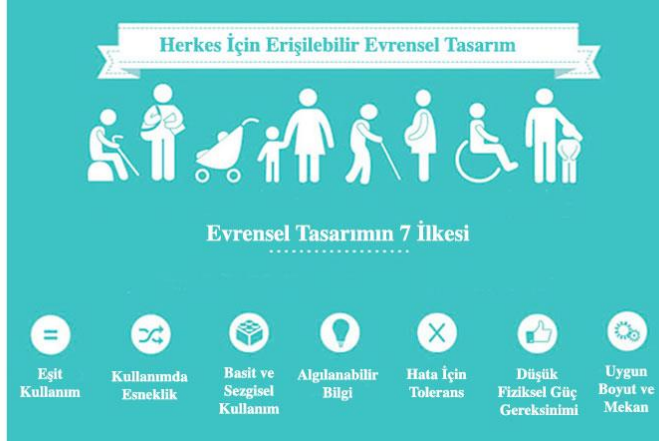 Herkes İçin Erişilebilir Evrensel Tasarım
Evrensel Tasarımın 7 İlkesi
Eşit
Kullanım
Kullanımda
Esneklik
Basit ve
Sezgisel
Kullanım
Algılanabilir
Bilgi
Hata İçin
Tolerans
Düşük
Fiziksel Güç
Gereksinimi
Uygun
Boyut ve
Mekan